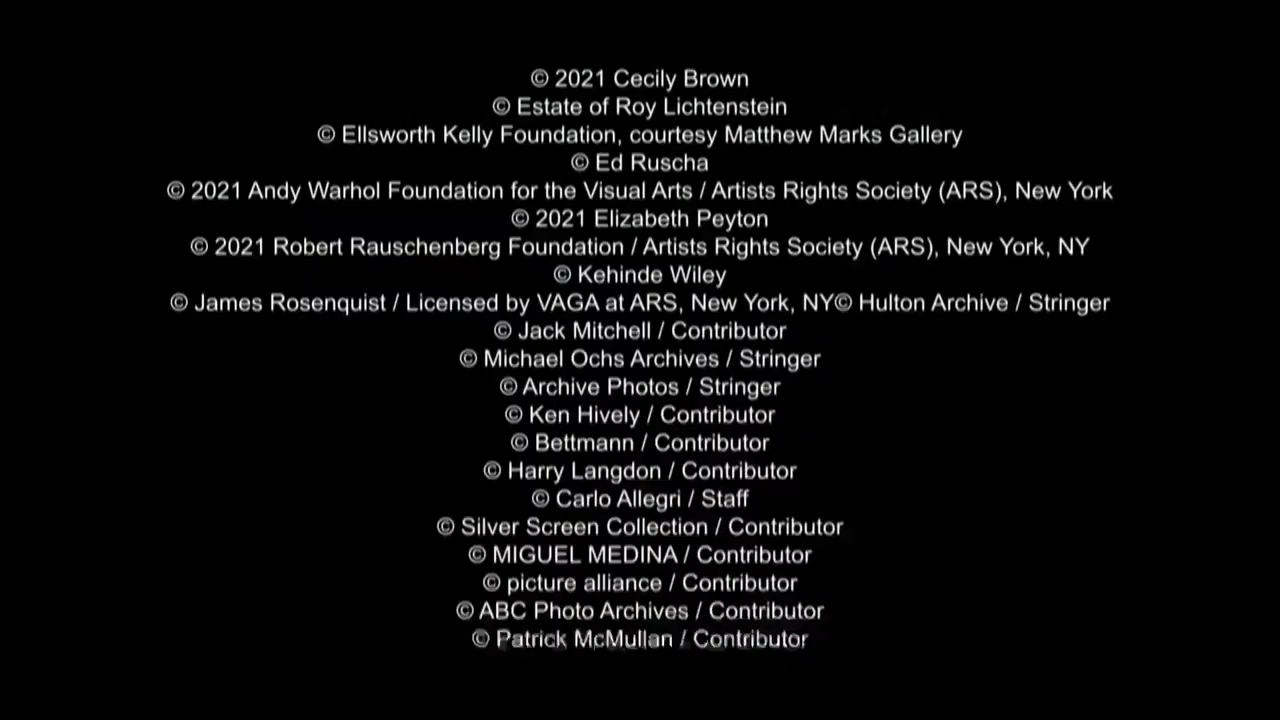 © 2021 Cecily Brown
© Estate of Roy Lichtenstein
© Ellsworth Kelly Foundation, courtesy Matthew Marks Gallery
© Ed Ruscha
© 2021 Andy Warhol Foundation for the Visual Arts / Artists Rights Society (ARS), New York
© 2021 Elizabeth Peyton
© 2021 Robert Rauschenberg Foundation / Artists Rights Society (ARS), New York, NY
© Kehinde Wiley
© James Rosenquist / Licensed by VAGA at ARS, New York, NY© Hulton Archive / Stringer
© Jack Mitchell / Contributor
© Michael Ochs Archives / Stringer
© Archive Photos / Stringer
© Ken Hively / Contributor
© Bettmann / Contributor
© Harry Langdon / Contributor
© Carlo Allegri / Staff
© Silver Screen Collection / Contributor
© MIGUEL MEDINA / Contributor
© picture alliance / Contributor
© ABC Photo Archives / Contributor
© Patrick McMullan / Contributor